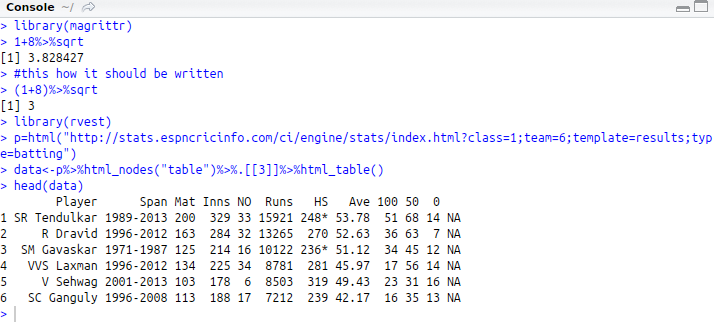 Console ~/
> library(magrittr)
> 1+8%>%sqrt
[1] 3.828427
> #this how it should be written
> (1+8)%>%sqrt
[1] 3
> library(rvest)
> p=html("http://stats.espncricinfo.com/ci/engine/stats/index.html?class=1;team=6;template=results;typ
e=batting")
> data<-p%>%html_nodes("table")%>%.[[3]]%>%html_table()
> head(data)
Player Span Mat Inns NO Runs HS Ave 100 50 0
1 SR Tendulkar 1989-2013 200 329 33 15921 248* 53.78 51 68 14 NA
2 R Dravid 1996-2012 163 284 32 13265 270 52.63 36 63 7 NA
3 SM Gavaskar 1971-1987 125 214 16 10122 236* 51.12 34 45 12 NA
4 VVS Laxman 1996-2012 134 225 34 8781 281 45.97 17 56 14 NA
5 V Sehwag 2001-2013 103 178 6 8503 319 49.43 23 31 16 NA
6 SC Ganguly 1996-2008 113 188 17 7212 239 42.17 16 35 13 NA
>